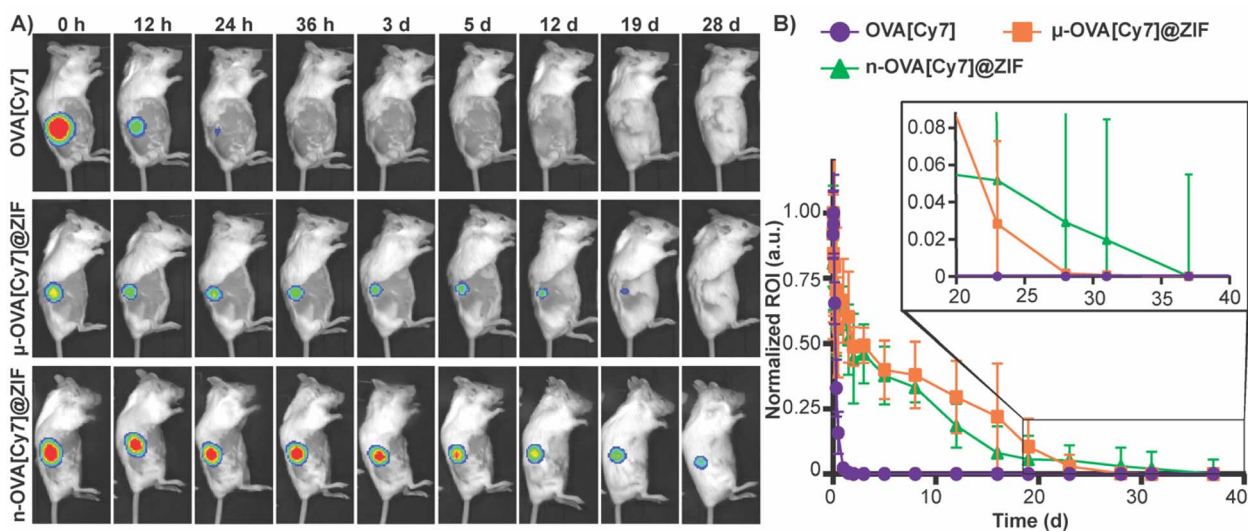 A) 0 h 12 h 24 h 36 h 3 d 5 d 12 d 19 d 28 d
OVA[Cy7]
μ-OVA[Cy7]@ZIF
n-OVA[Cy7]@ZIF
B)
OVA[Cy7] μ-OVA[Cy7]@ZIF
n-OVA[Cy7]@ZIF
0.08
0.06
0.04
0.02
0
20 25 30 35 40
Normalized ROI (a.u.)
1.00
0.75
0.50
0.25
0
0 10 20 30 40
Time (d)